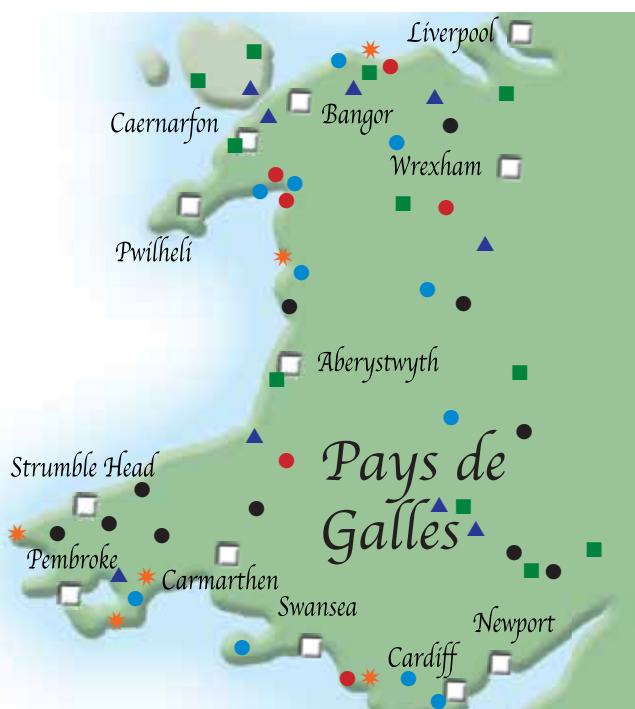 Liverpool
Bangor
Caernarfon
Wrexham
Pwilheli
Aberystwyth
Pays de
Galles
Strumble Head
Pembroke
Carmarthen
Swansea
Newport
Cardiff